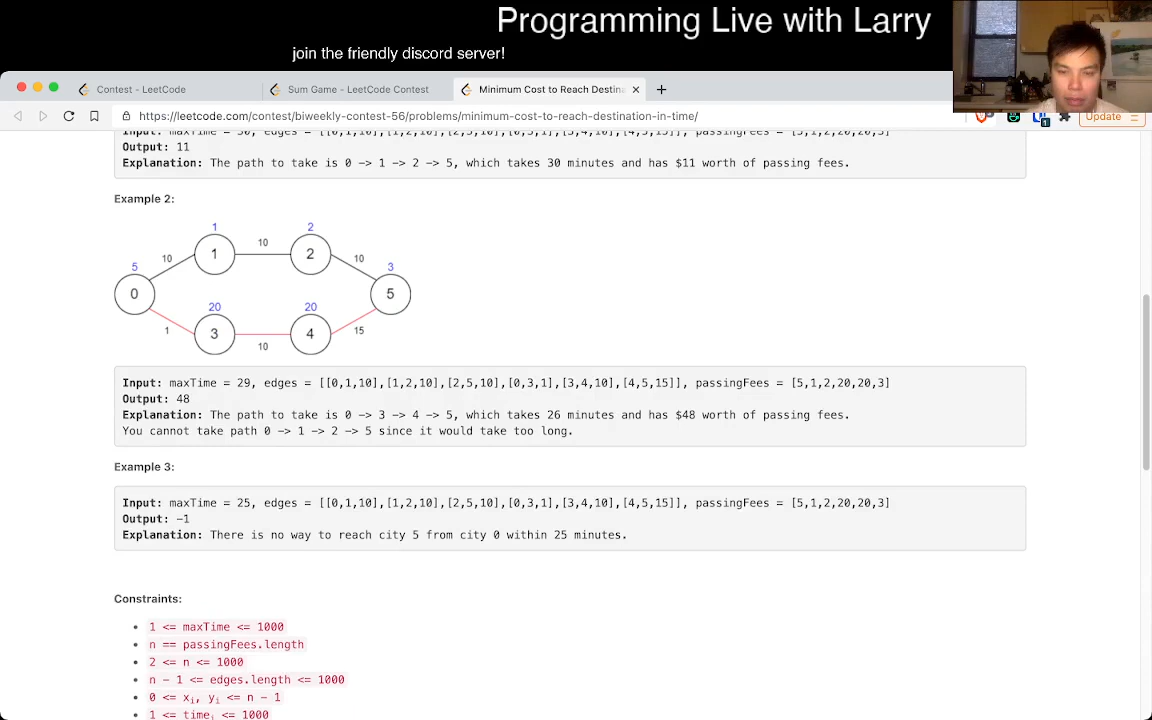 Programming Live with Larry
join the friendly discord server!
Contest - LeetCode
Sum Game - LeetCode Contest
Minimum Cost to Reach Destina
https://leetcode.com/contest/biweekly-contest-56/problems/minimum-cost-to-reach-destination-in-time/
Update
Output: 11
Explanation: The path to take is 0 -> 1 -> 2 -> 5, which takes 30 minutes and has $11 worth of passing fees.
Example 2:
1 2
5 10 1 10 2 10 3
0 5
20 20
1 3 10 4 15
Input: maxTime = 29, edges = [[0,1,10],[1,2,10],[2,5,10],[0,3,1],[3,4,10],[4,5,15]], passingFees = [5,1,2,20,20,3]
Output: 48
Explanation: The path to take is 0 -> 3 -> 4 -> 5, which takes 26 minutes and has $48 worth of passing fees.
You cannot take path 0 -> 1 -> 2 -> 5 since it would take too long.
Example 3:
Input: maxTime = 25, edges = [[0,1,10],[1,2,10],[2,5,10],[0,3,1],[3,4,10],[4,5,15]], passingFees = [5,1,2,20,20,3]
Output: -1
Explanation: There is no way to reach city 5 from city 0 within 25 minutes.
Constraints:
1 <= maxTime <= 1000
n == passingFees.length
2 <= n <= 1000
n - 1 <= edges.length <= 1000
0 <= xi, yi <= n - 1
1 <= timei <= 1000